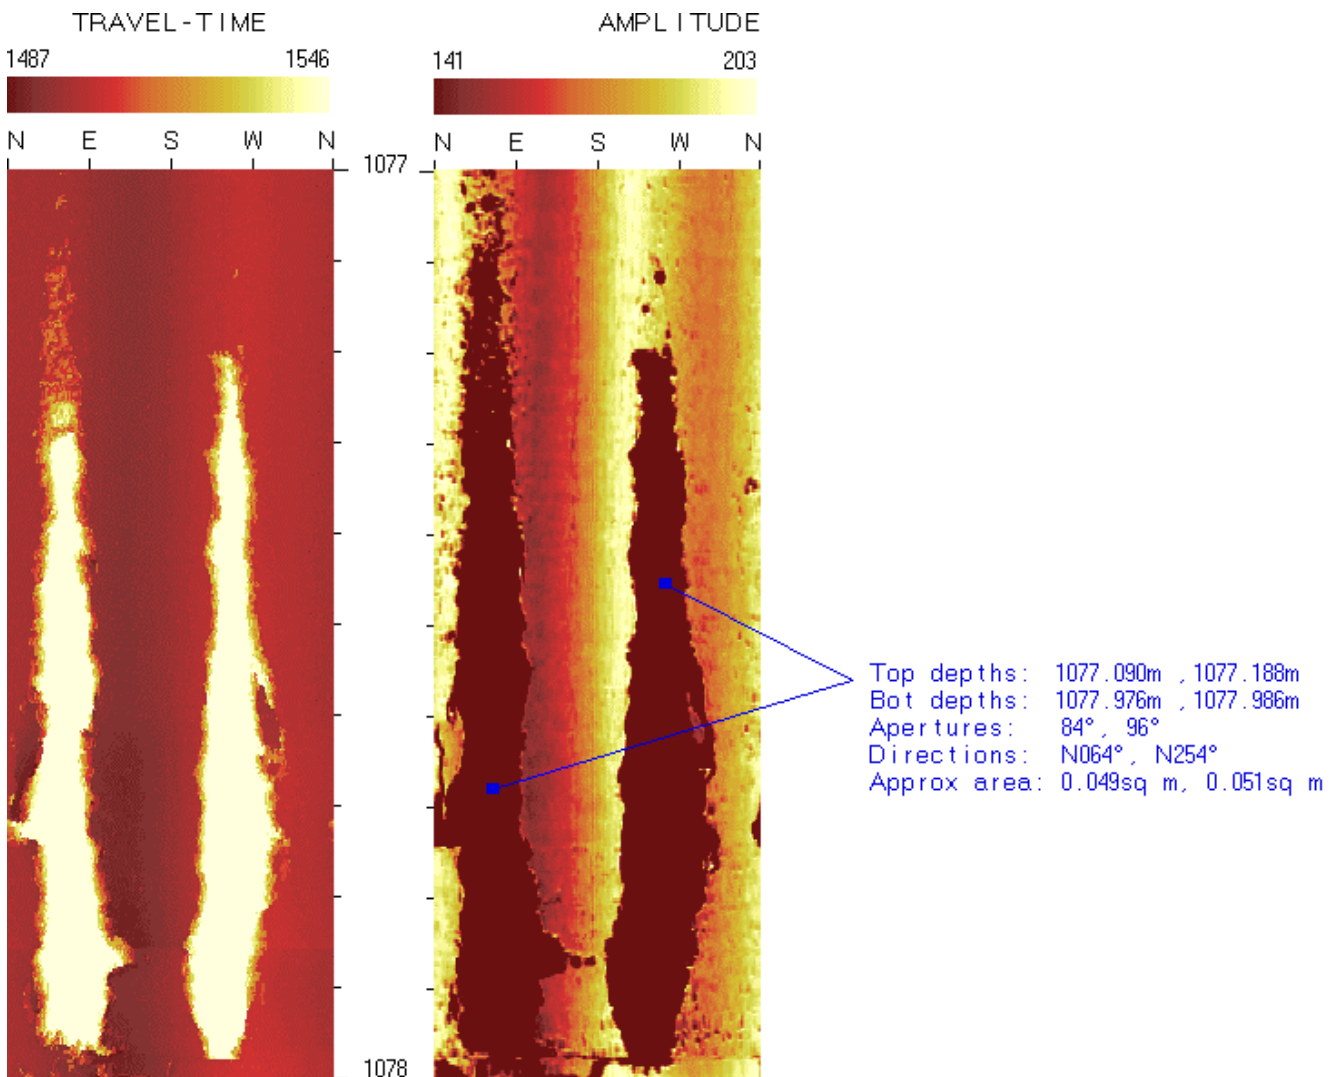 TRAVEL-TIME
1487 1546
N E S W N
AMPLITUDE
141 203
N E S W N
1077
Top depths: 1077.090m , 1077.188m
Bot depths: 1077.976m , 1077.986m
Apertures: 84°, 96°
Directions: N064°, N254°
Approx area: 0.049sq m, 0.051sq m
1078